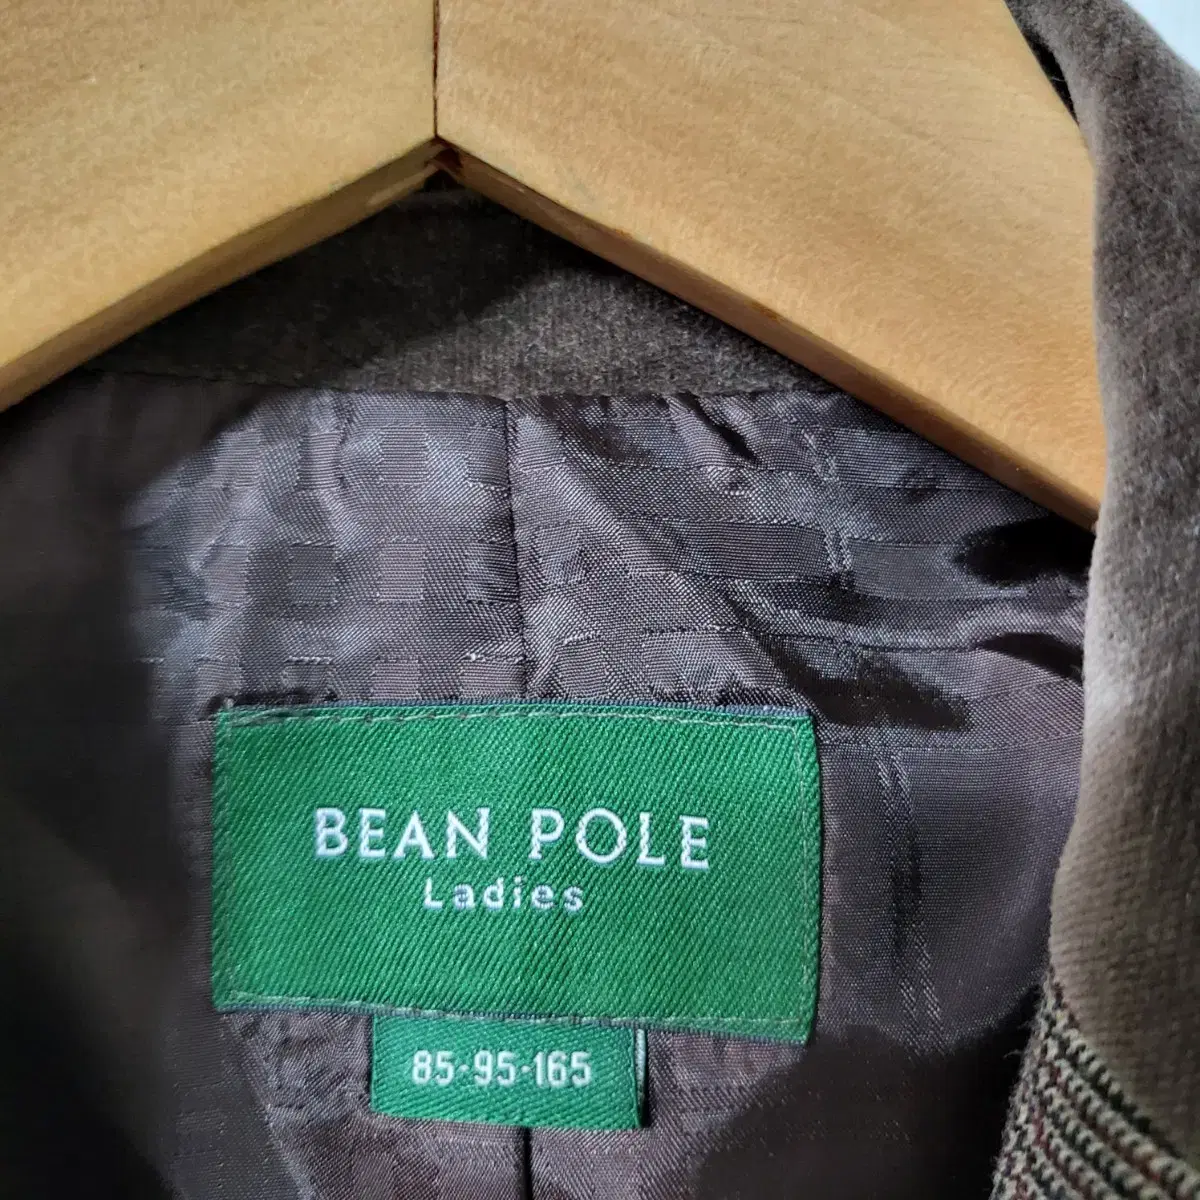 BEAN POLE
Ladies
85-95-165